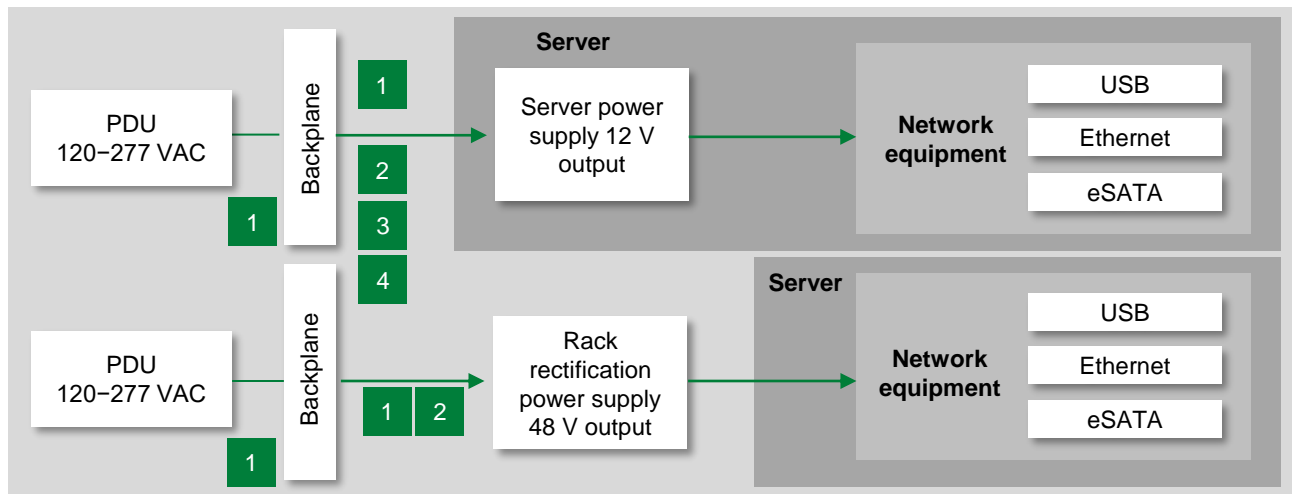 Server
PDU
120−277 VAC
1
Backplane
1
2
3
4
Server power
supply 12 V
output
Network
equipment
USB
Ethernet
eSATA
PDU
120−277 VAC
1
Backplane
1
2
Rack
rectification
power supply
48 V output
Server
Network
equipment
USB
Ethernet
eSATA